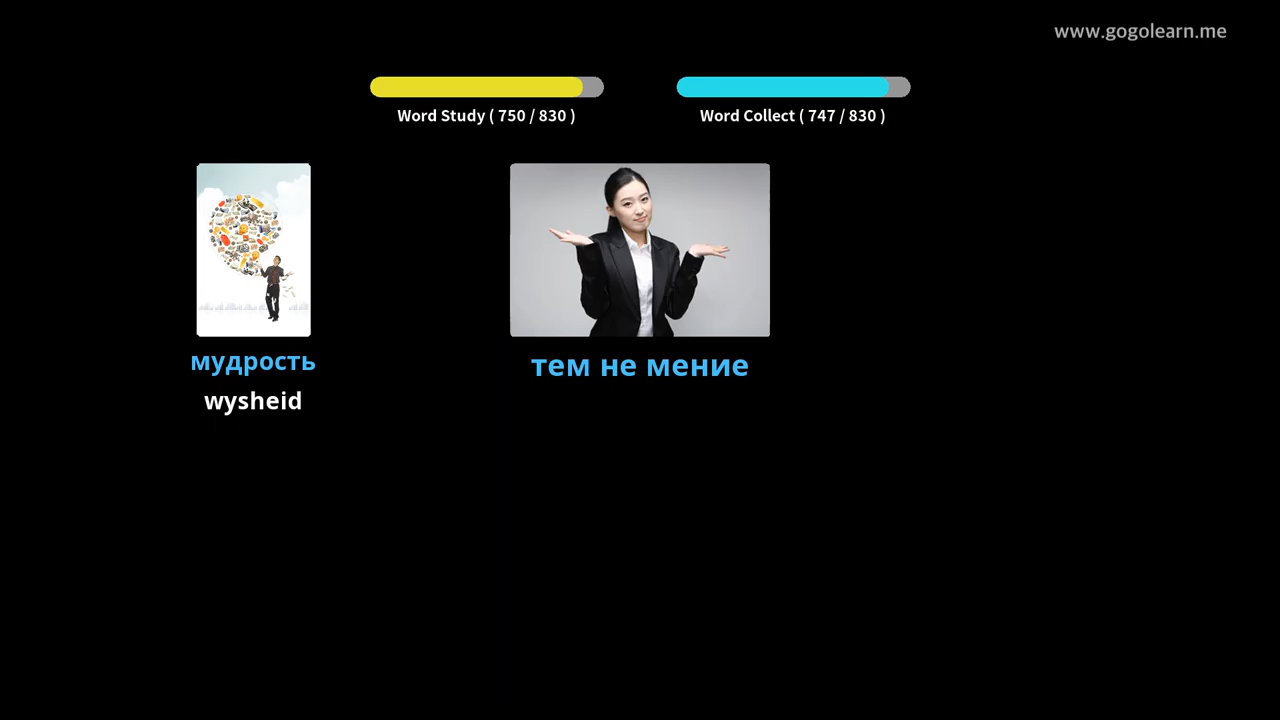 www.gogolearn.me
Word Study ( 750 / 830 )
Word Collect ( 747 / 830 )
мудрость
wysheid
тем не мение